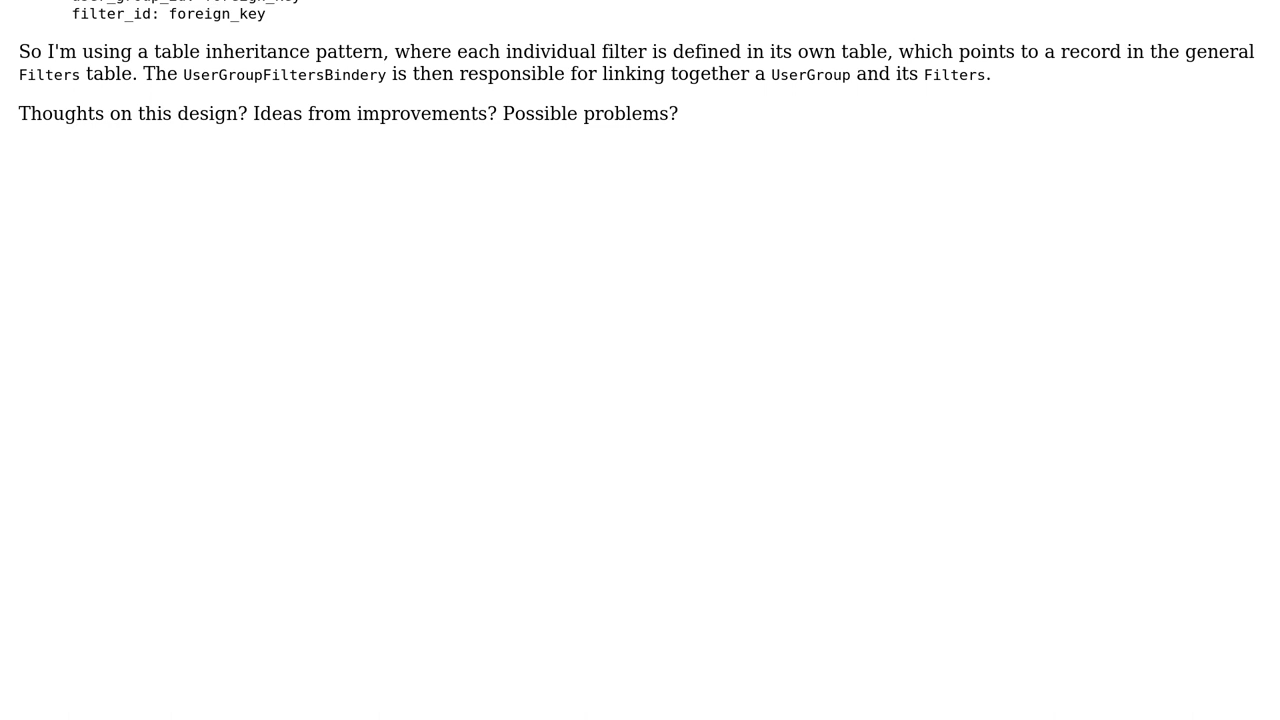 filter_id: foreign_key
So I'm using a table inheritance pattern, where each individual filter is defined in its own table, which points to a record in the general
Filters table. The UserGroupFiltersBindery is then responsible for linking together a UserGroup and its Filters.
Thoughts on this design? Ideas from improvements? Possible problems?